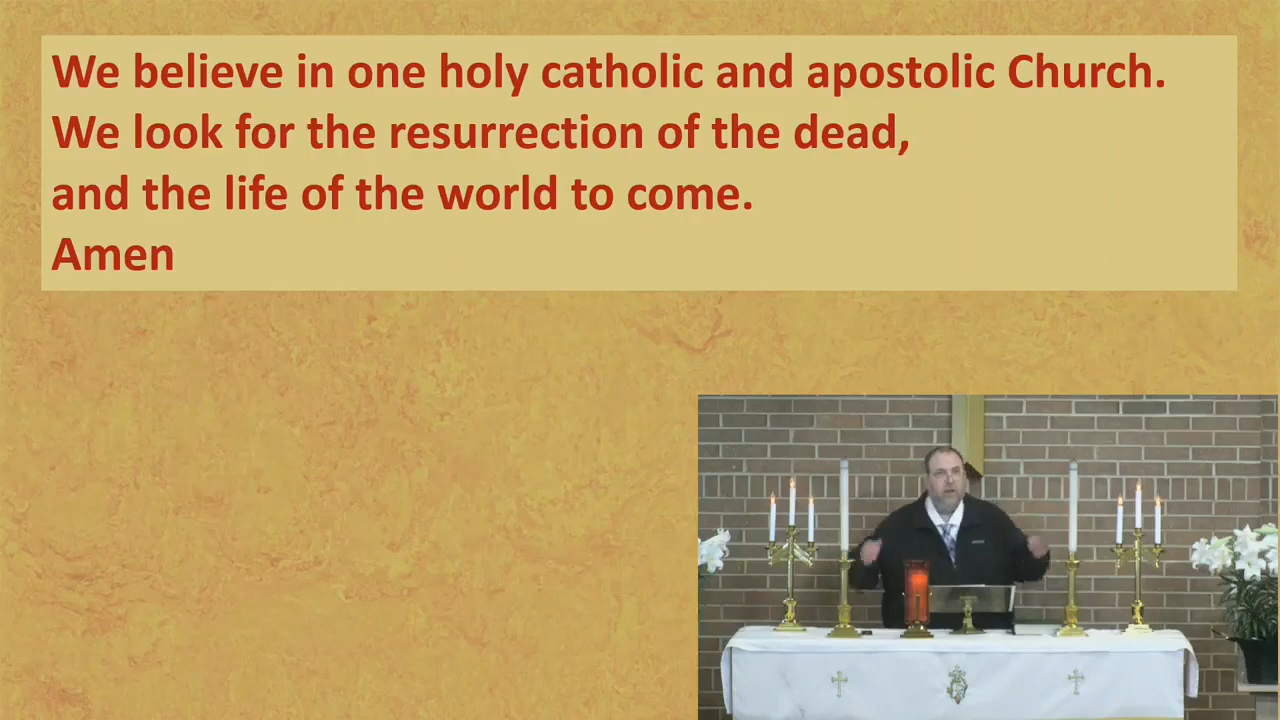 We believe in one holy catholic and apostolic Church.
We look for the resurrection of the dead,
and the life of the world to come.
Amen